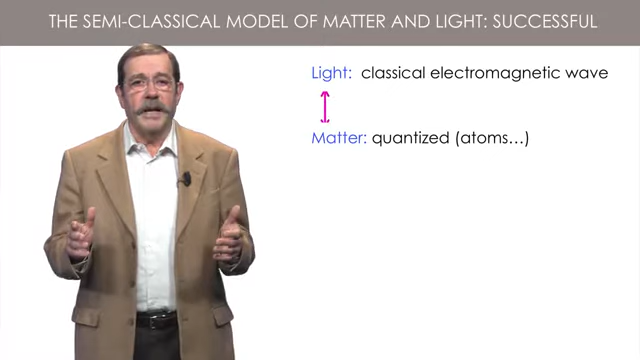 THE SEMI-CLASSICAL MODEL OF MATTER AND LIGHT: SUCCESSFUL
Light: classical electromagnetic wave
Matter: quantized (atoms...)